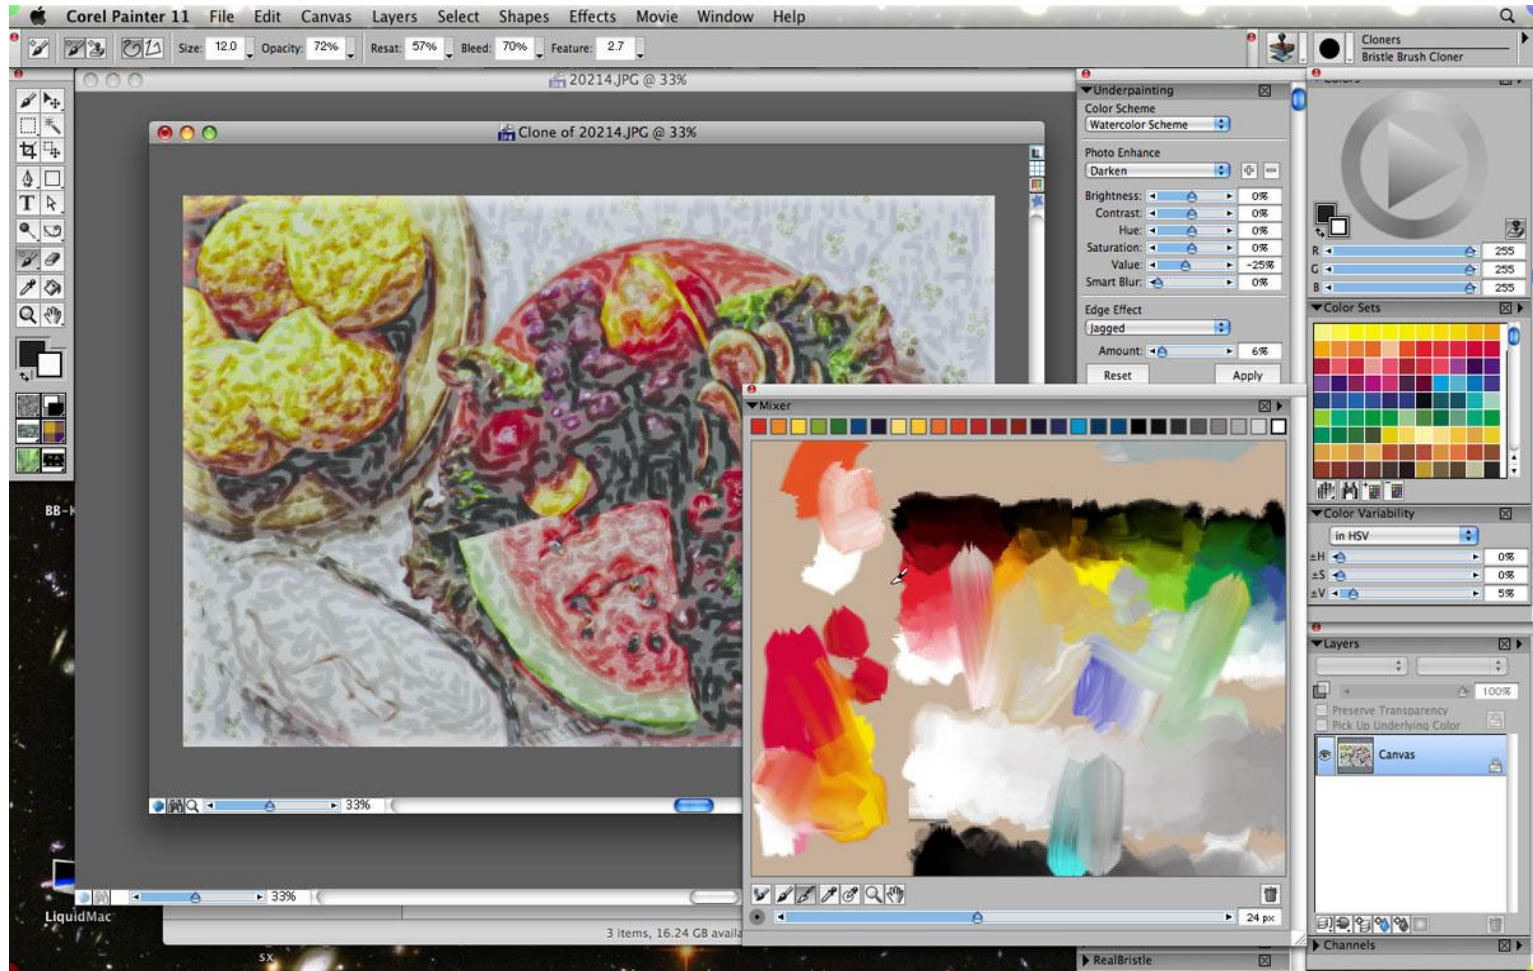 Corel Painter 11 File Edit Canvas Layers Select Shapes Effects Movie Window Help
Size: 12.0 Opacity: 72% Resat: 57% Bleed: 70% Feature: 2.7
Cloners
Bristle Brush Cloner
20214.JPG @ 33%
Clone of 20214.JPG @ 33%
33%
33%
BB-
LiquidMac
3 items, 16.24 GB availa
sx
Underpainting
Color Scheme
Watercolor Scheme
Photo Enhance
Darken
Brightness: 0%
Contrast: 0%
Hue: 0%
Saturation: 0%
Value: -25%
Smart Blur: 0%
Edge Effect
Jagged
Amount: 6%
Reset Apply
Mixer
24 px
RealBristle
Colors
R 255
G 255
B 255
Color Sets
Color Variability
in HSV
±H 0%
±S 0%
±V 5%
Layers
100%
Preserve Transparency
Pick Up Underlying Color
Canvas
Channels